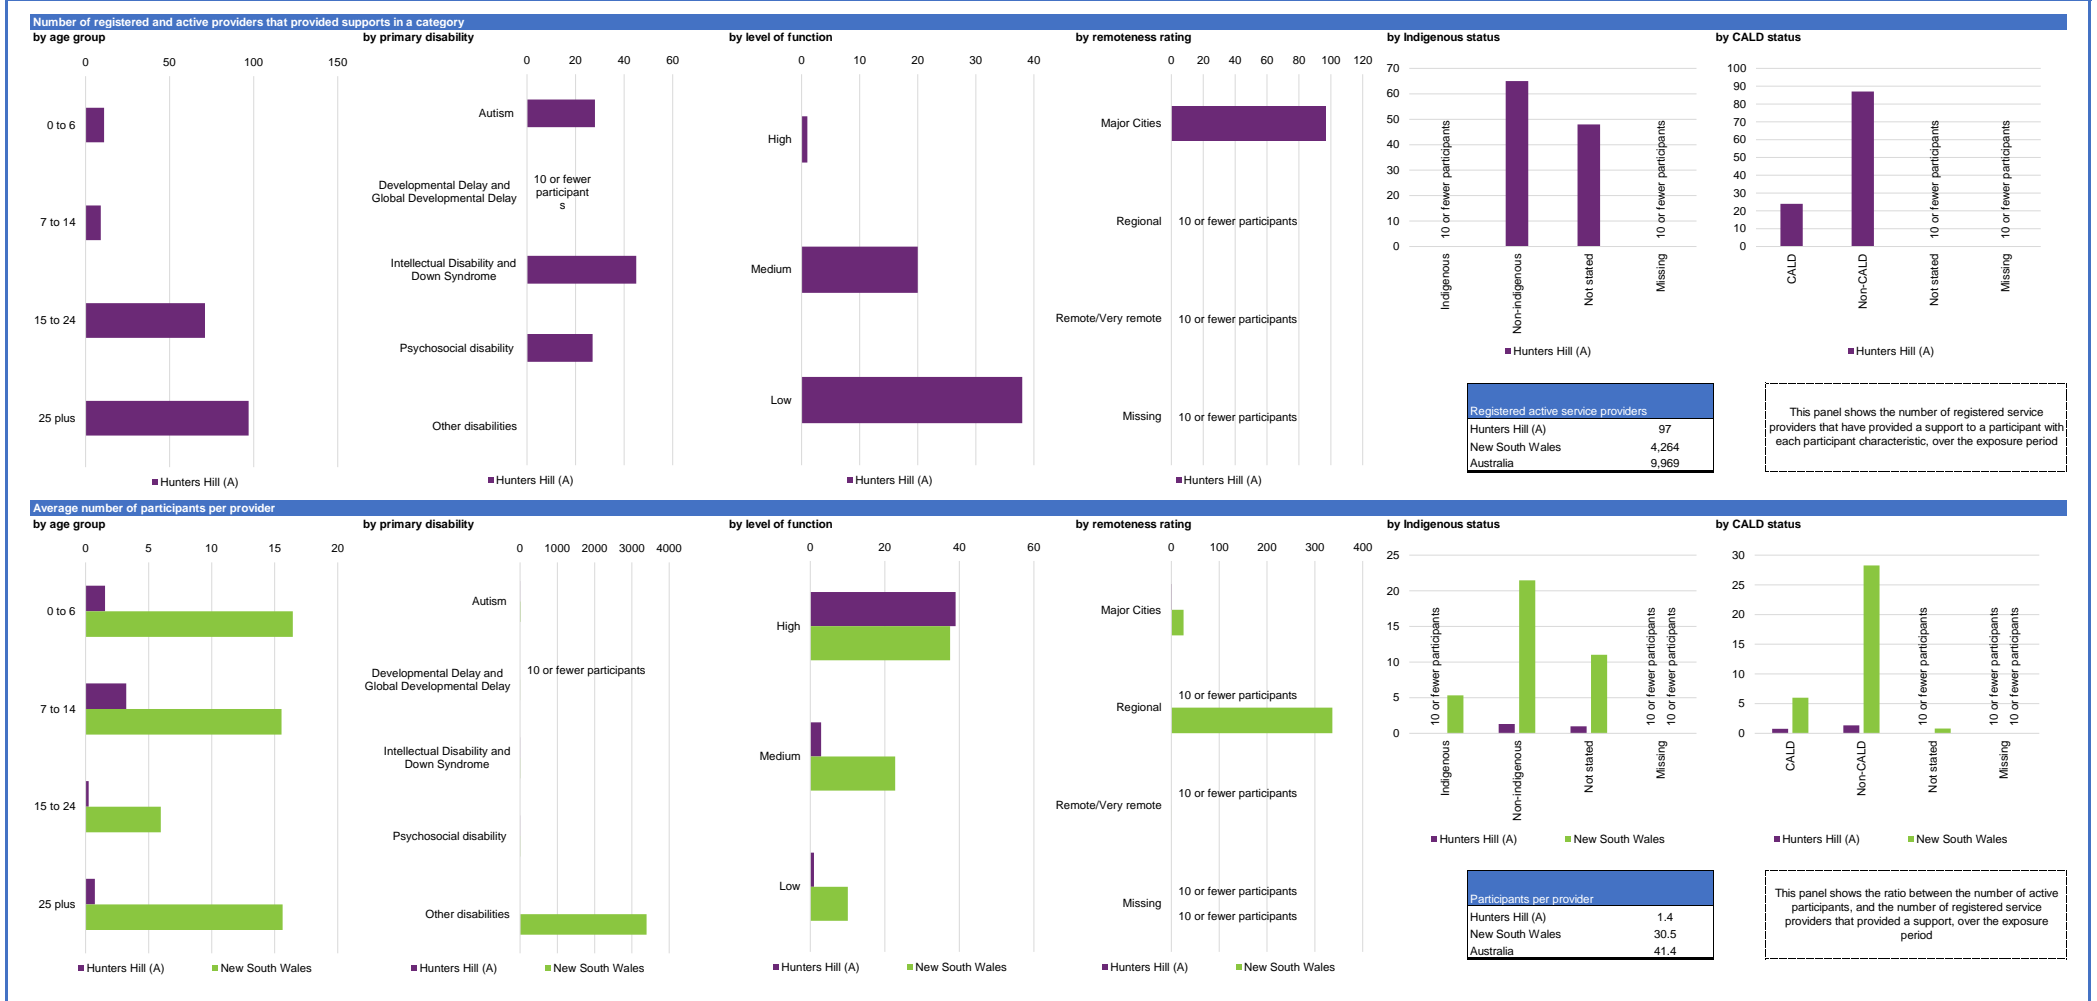 Number of registered and active providers that provided supports in a category
by age group
0 50 100 150
0 to 6
7 to 14
15 to 24
25 plus
Hunters Hill (A)
by primary disability
0 20 40 60
Autism
Developmental Delay and
Global Developmental Delay
10 or fewer
participant
s
Intellectual Disability and
Down Syndrome
Psychosocial disability
Other disabilities
Hunters Hill (A)
by level of function
0 10 20 30 40
High
Medium
Low
Hunters Hill (A)
by remoteness rating
0 20 40 60 80 100 120
Major Cities
Regional 10 or fewer participants
Remote/Very remote 10 or fewer participants
Missing 10 or fewer participants
Hunters Hill (A)
by Indigenous status
70
60
50
40
30
20
10
0
10 or fewer participants
10 or fewer participants
Indigenous
Non-indigenous
Not stated
Missing
Hunters Hill (A)
by CALD status
100
90
80
70
60
50
40
30
20
10
0
10 or fewer participants
10 or fewer participants
CALD
Non-CALD
Not stated
Missing
Hunters Hill (A)
Registered active service providers
Hunters Hill (A) 97
New South Wales 4,264
Australia 9,969
This panel shows the number of registered service
providers that have provided a support to a participant with
each participant characteristic, over the exposure period
Average number of participants per provider
by age group
0 5 10 15 20
0 to 6
7 to 14
15 to 24
25 plus
Hunters Hill (A) New South Wales
by primary disability
0 1000 2000 3000 4000
Autism
Developmental Delay and
Global Developmental Delay
10 or fewer participants
Intellectual Disability and
Down Syndrome
Psychosocial disability
Other disabilities
Hunters Hill (A) New South Wales
by level of function
0 20 40 60
High
Medium
Low
Hunters Hill (A) New South Wales
by remoteness rating
0 100 200 300 400
Major Cities
10 or fewer participants
Regional
10 or fewer participants
Remote/Very remote
10 or fewer participants
Missing
10 or fewer participants
Hunters Hill (A) New South Wales
by Indigenous status
25
20
15
10
5
0
10 or fewer participants
10 or fewer participants
10 or fewer participants
Indigenous
Non-indigenous
Not stated
Missing
Hunters Hill (A) New South Wales
by CALD status
30
25
20
15
10
5
0
10 or fewer participants
10 or fewer participants
10 or fewer participants
CALD
Non-CALD
Not stated
Missing
Hunters Hill (A) New South Wales
Participants per provider
Hunters Hill (A) 1.4
New South Wales 30.5
Australia 41.4
This panel shows the ratio between the number of active
participants, and the number of registered service
providers that provided a support, over the exposure
period